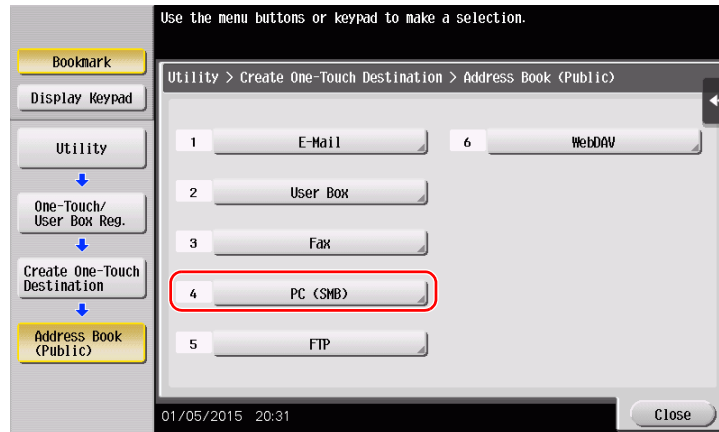 Use the menu buttons or keypad to make a selection.
Bookmark
Display Keypad
Utility
One-Touch/
User Box Reg.
Create One-Touch
Destination
Address Book
(Public)
Utility > Create One-Touch Destination > Address Book (Public)
1 E-Mail
2 User Box
3 Fax
4 PC (SMB)
5 FTP
6 WebDAV
01/05/2015 20:31
Close